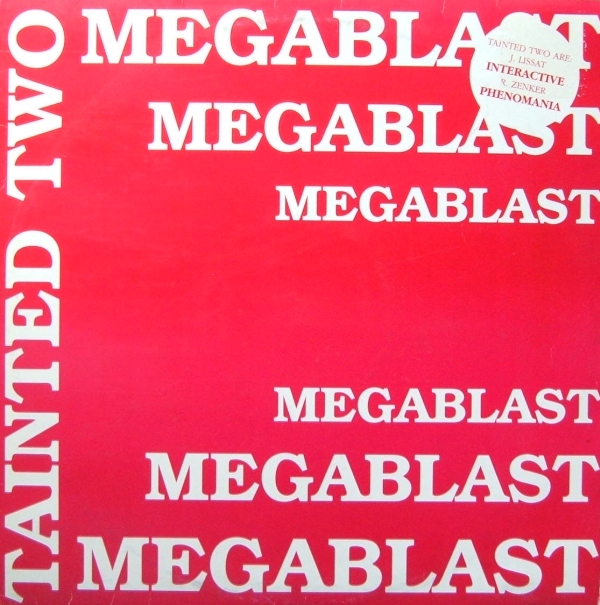 TAINTED TWO
MEGABLAST
TAINTED TWO ARE:
J. LISSAT
INTERACTIVE
R. ZENKER
PHENOMANIA
MEGABLAST
MEGABLAST
MEGABLAST
MEGABLAST
MEGABLAST